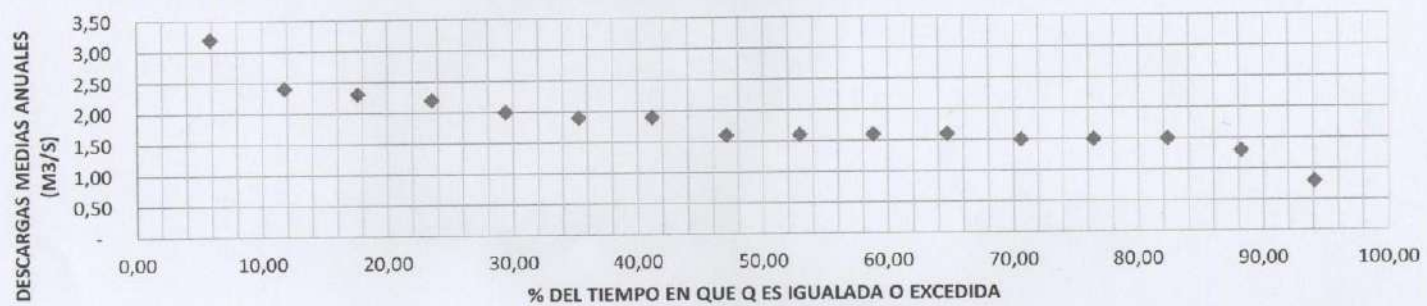 DESCARGAS MEDIAS ANUALES
(M3/S)
3,50
3,00
2,50
2,00
1,50
1,00
0,50
-
0,00 10,00 20,00 30,00 40,00 50,00 60,00 70,00 80,00 90,00 100,00
% DEL TIEMPO EN QUE Q ES IGUALADA O EXCEDIDA